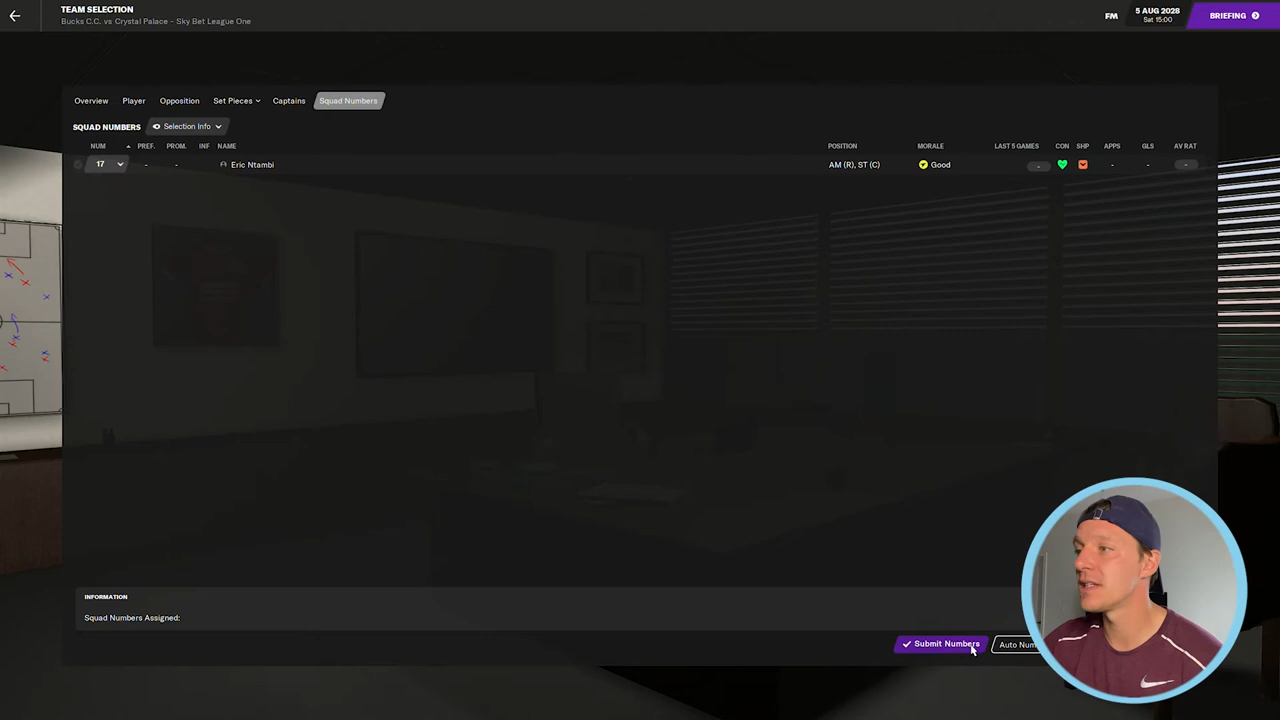 TEAM SELECTION
Bucks C.C. vs Crystal Palace - Sky Bet League One
FM
5 AUG 2028
Sat 15:00
BRIEFING
Overview
Player
Opposition
Set Pieces
Captains
Squad Numbers
SQUAD NUMBERS
Selection Info
NUM PREF. PROM. INF NAME POSITION MORALE LAST 5 GAMES CON SHP APPS GLS AV RAT
17 - - Eric Ntambi AM (R), ST (C) Good - - - -
INFORMATION
Squad Numbers Assigned:
Submit Numbers
Auto Num